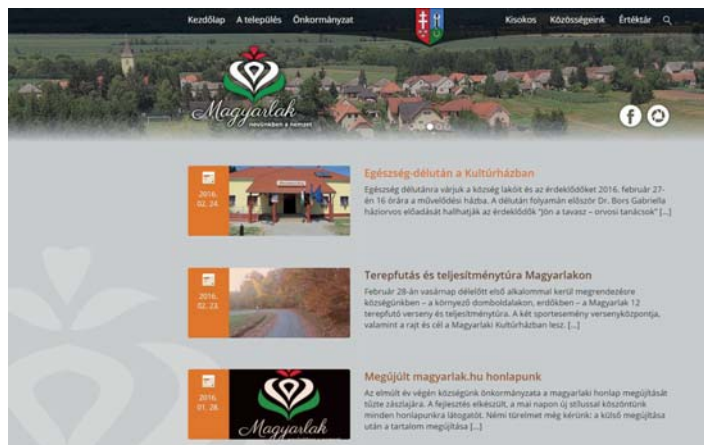 Kezdőlap A település Önkormányzat Kisokos Közösségeink Értéktár
Magyarlak
nevünkben a nemzet
2016.
02. 24.
Egészség-délután a Kultúrházban
Egészség délutánra várjuk a község lakóit és az érdeklődőket 2016. február 27-
én 16 órára a művelődési házba. A délután folyamán először Dr. Bors Gabriella
háziorvos előadását hallhatják az érdeklődők "Jön a tavasz – orvosi tanácsok" [...]
2016.
02. 23.
Terepfutás és teljesítménytúra Magyarlakon
Február 28-án vasárnap délelőtt első alkalommal kerül megrendezésre
községünkben – a környező domboldalakon, erdőkben – a Magyarlak 12
terepfutó verseny és teljesítménytúra. A két sportesemény versenyközpontja,
valamint a rajt és cél a Magyarlaki Kultúrházban lesz. [...]
2016.
01. 28.
Magyarlak
Megújúlt magyarlak.hu honlapunk
Az elmúlt év végén községünk önkormányzata a magyarlaki honlap megújítását
tűzte zászlajára. A fejlesztés elkészült, a mai napon új stílussal köszöntünk
minden honlapunkra látogatót. Némi türelmet még kérünk: a külső megújítása
után a tartalom megújítása [...]